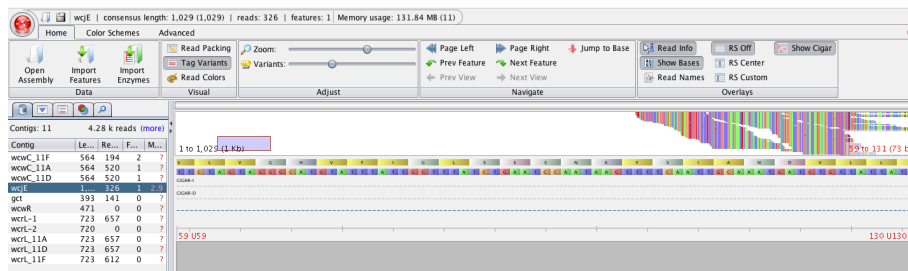 wcjE | consensus length: 1,029 (1,029) | reads: 326 | features: 1 Memory usage: 131.84 MB (11)
Home Color Schemes Advanced
Open Assembly
Import Features
Import Enzymes
Data
Read Packing
Tag Variants
Read Colors
Visual
Zoom:
Variants:
Adjust
Page Left Page Right Jump to Base
Prev Feature Next Feature
Prev View Next View
Navigate
Read Info RS Off Show Cigar
Show Bases RS Center
Read Names RS Custom
Overlays
Contigs: 11 4.28 k reads (more)
Contig Le... Re... F... M...
wcwC_11F 564 194 2 ?
wcwC_11A 564 520 1 ?
wcwC_11D 564 520 1 ?
wcjE 1,... 326 1 2.9
gct 393 141 0 ?
wcwR 471 0 0 ?
wcrL-1 723 657 0 ?
wcrL-2 720 0 0 ?
wcrL_11A 723 657 0 ?
wcrL_11D 723 657 0 ?
wcrL_11F 723 612 0 ?
1 to 1,029 (1 Kb)
59 to 131 (73 b
CIGAR-I
CIGAR-D
59 U59
130 U130